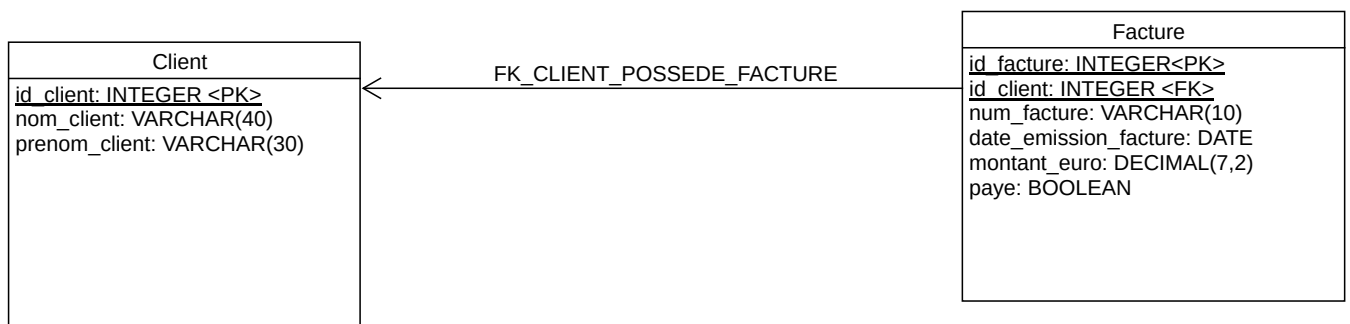 Client
id_client: INTEGER <PK>
nom_client: VARCHAR(40)
prenom_client: VARCHAR(30)
FK_CLIENT_POSSEDE_FACTURE
Facture
id_facture: INTEGER<PK>
id_client: INTEGER <FK>
num_facture: VARCHAR(10)
date_emission_facture: DATE
montant_euro: DECIMAL(7,2)
paye: BOOLEAN